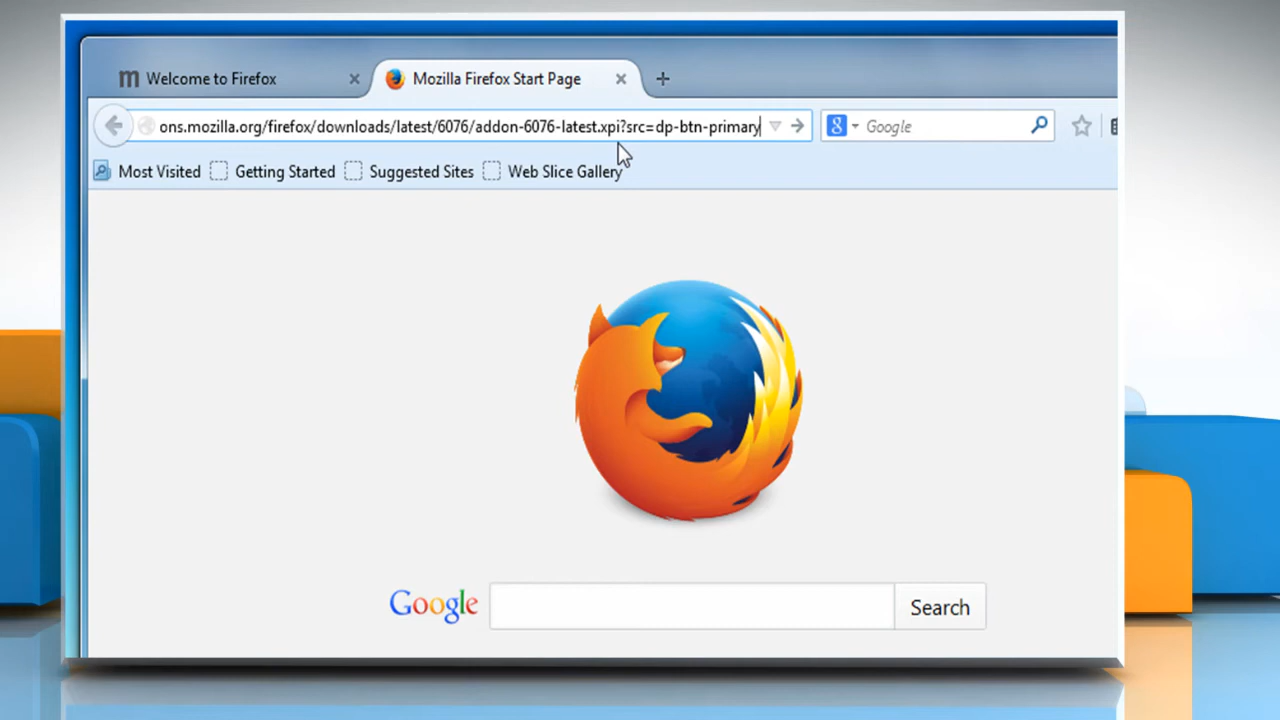 Welcome to Firefox
Mozilla Firefox Start Page
ons.mozilla.org/firefox/downloads/latest/6076/addon-6076-latest.xpi?src=dp-btn-primary
Google
Most Visited Getting Started Suggested Sites Web Slice Gallery
Google Search